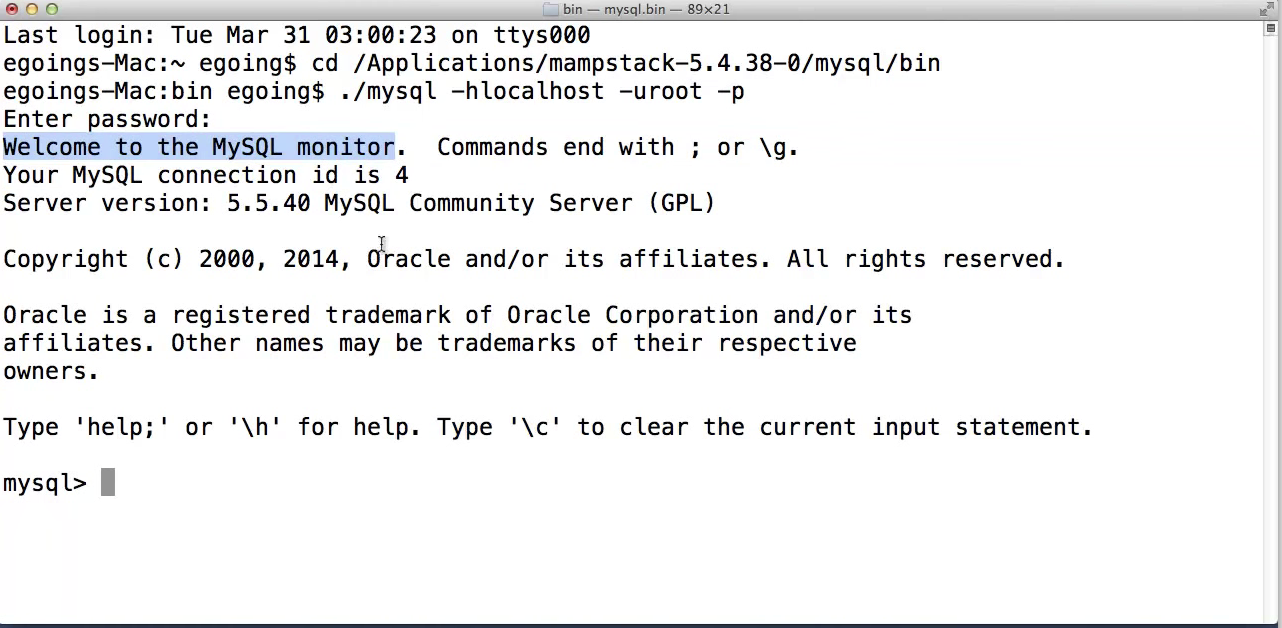 bin — mysql.bin — 89×21
Last login: Tue Mar 31 03:00:23 on ttys000
egoings-Mac:~ egoing$ cd /Applications/mampstack-5.4.38-0/mysql/bin
egoings-Mac:bin egoing$ ./mysql -hlocalhost -uroot -p
Enter password:
Welcome to the MySQL monitor.  Commands end with ; or \g.
Your MySQL connection id is 4
Server version: 5.5.40 MySQL Community Server (GPL)
Copyright (c) 2000, 2014, Oracle and/or its affiliates. All rights reserved.
Oracle is a registered trademark of Oracle Corporation and/or its
affiliates. Other names may be trademarks of their respective
owners.
Type 'help;' or '\h' for help. Type '\c' to clear the current input statement.
mysql>